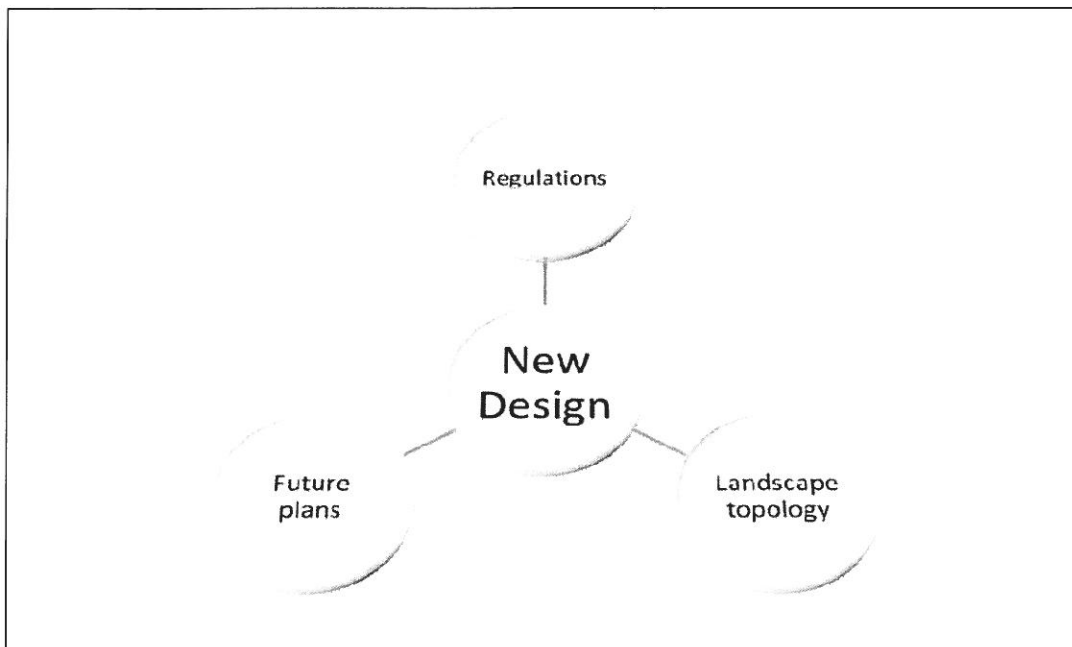 Regulations
New
Design
Future
plans
Landscape
topology